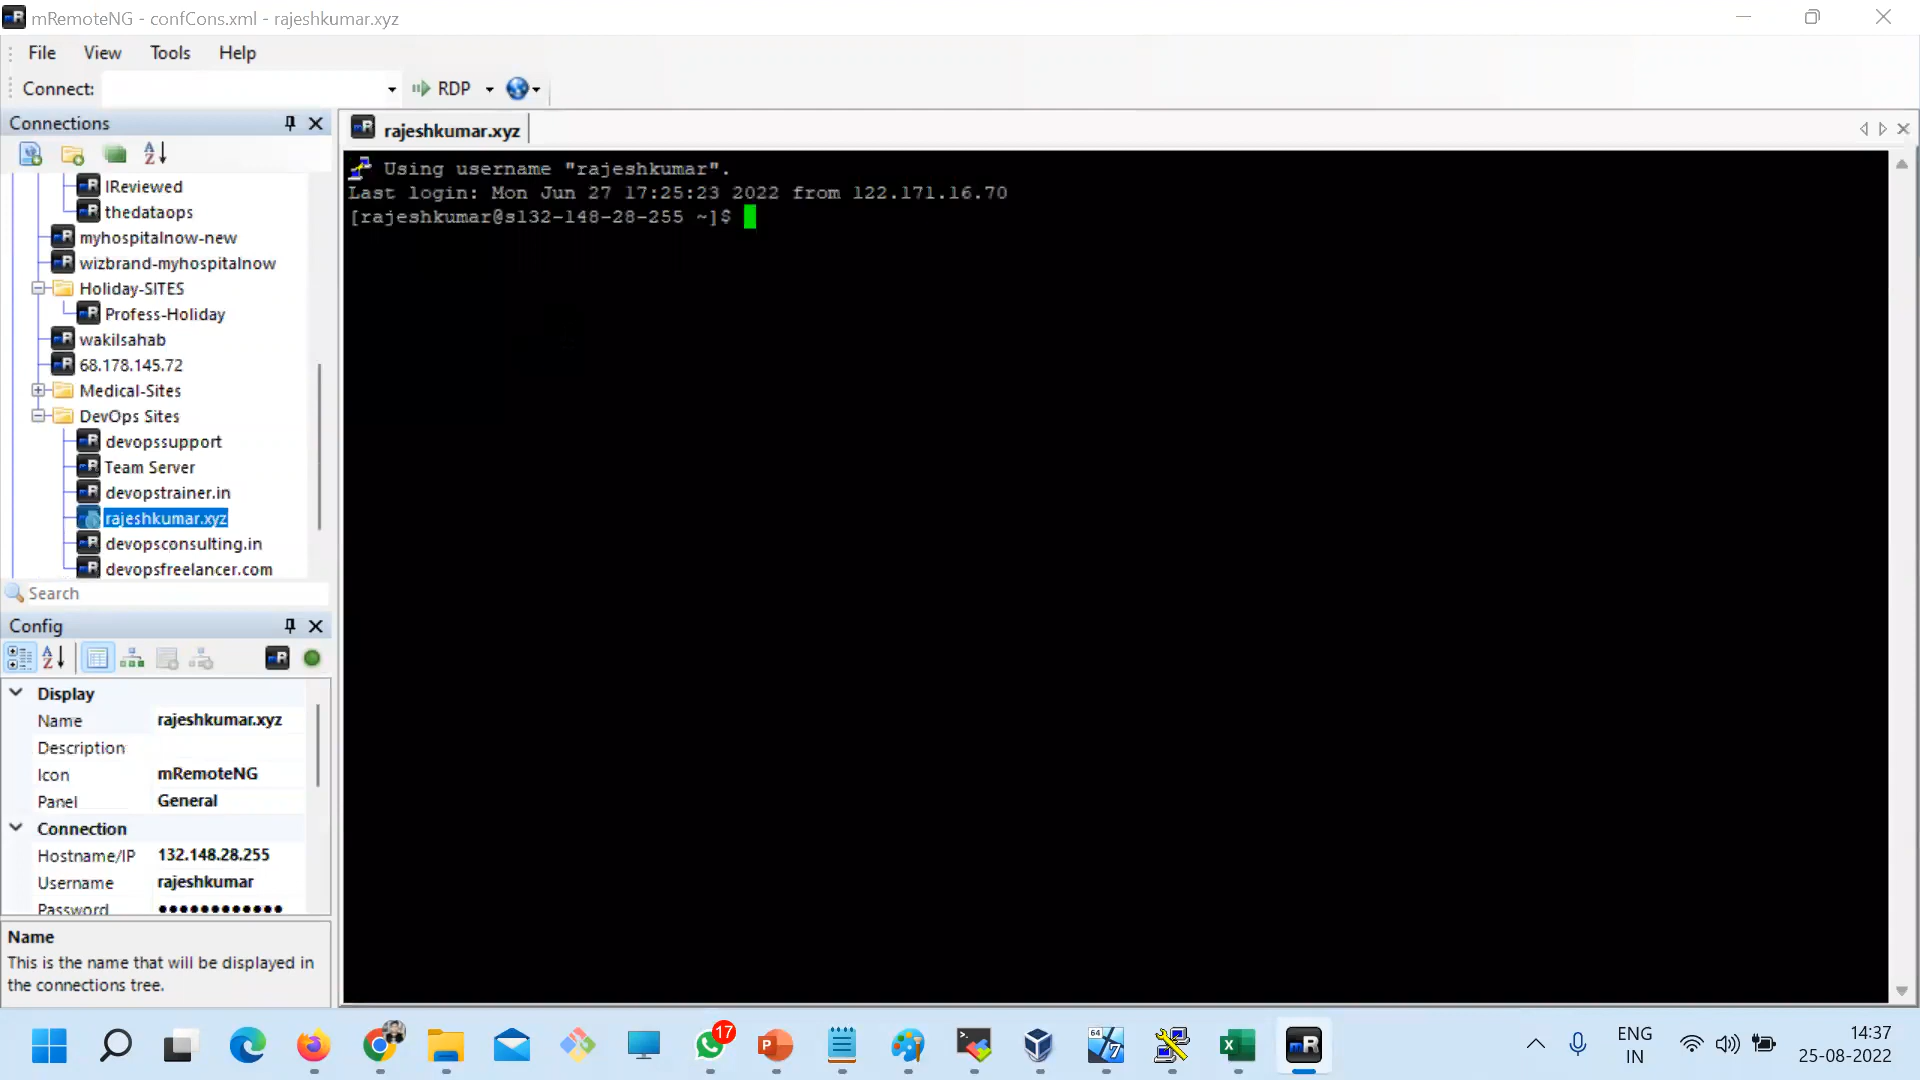 mRemoteNG - confCons.xml - rajeshkumar.xyz
File View Tools Help
Connect: RDP
Connections
rajeshkumar.xyz
Using username "rajeshkumar".
Last login: Mon Jun 27 17:25:23 2022 from 122.171.16.70
[rajeshkumar@s132-148-28-255 ~]$
IReviewed
thedataops
myhospitalnow-new
wizbrand-myhospitalnow
Holiday-SITES
Profess-Holiday
wakilsahab
68.178.145.72
Medical-Sites
DevOps Sites
devopssupport
Team Server
devopstrainer.in
rajeshkumar.xyz
devopsconsulting.in
devopsfreelancer.com
Search
Config
Display
Name rajeshkumar.xyz
Description
Icon mRemoteNG
Panel General
Connection
Hostname/IP 132.148.28.255
Username rajeshkumar
Password ●●●●●●●●●●●●
Name
This is the name that will be displayed in
the connections tree.
17
ENG
IN
14:37
25-08-2022